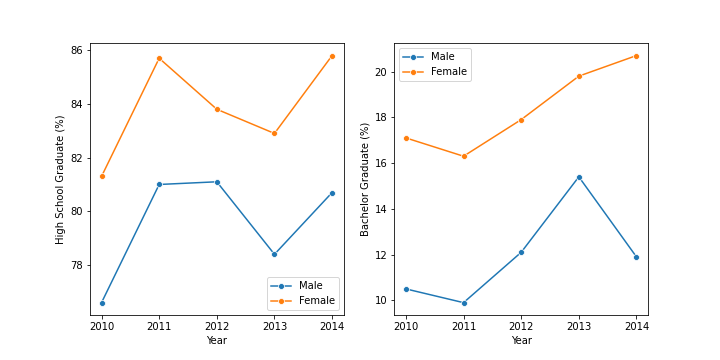 86
84
82
80
78
High School Graduate (%)
2010 2011 2012 2013 2014
Year
Male
Female
20
18
16
14
12
10
Bachelor Graduate (%)
2010 2011 2012 2013 2014
Year
Male
Female